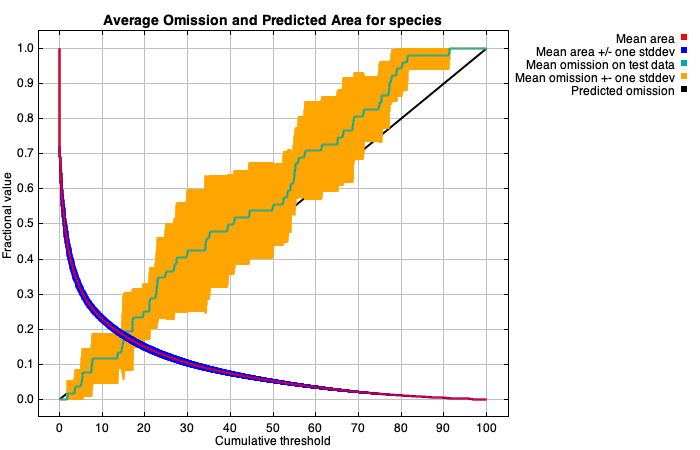 Average Omission and Predicted Area for species
Mean area
Mean area +/- one stddev
Mean omission on test data
Mean omission +- one stddev
Predicted omission
Fractional value
1.0
0.9
0.8
0.7
0.6
0.5
0.4
0.3
0.2
0.1
0.0
0 10 20 30 40 50 60 70 80 90 100
Cumulative threshold